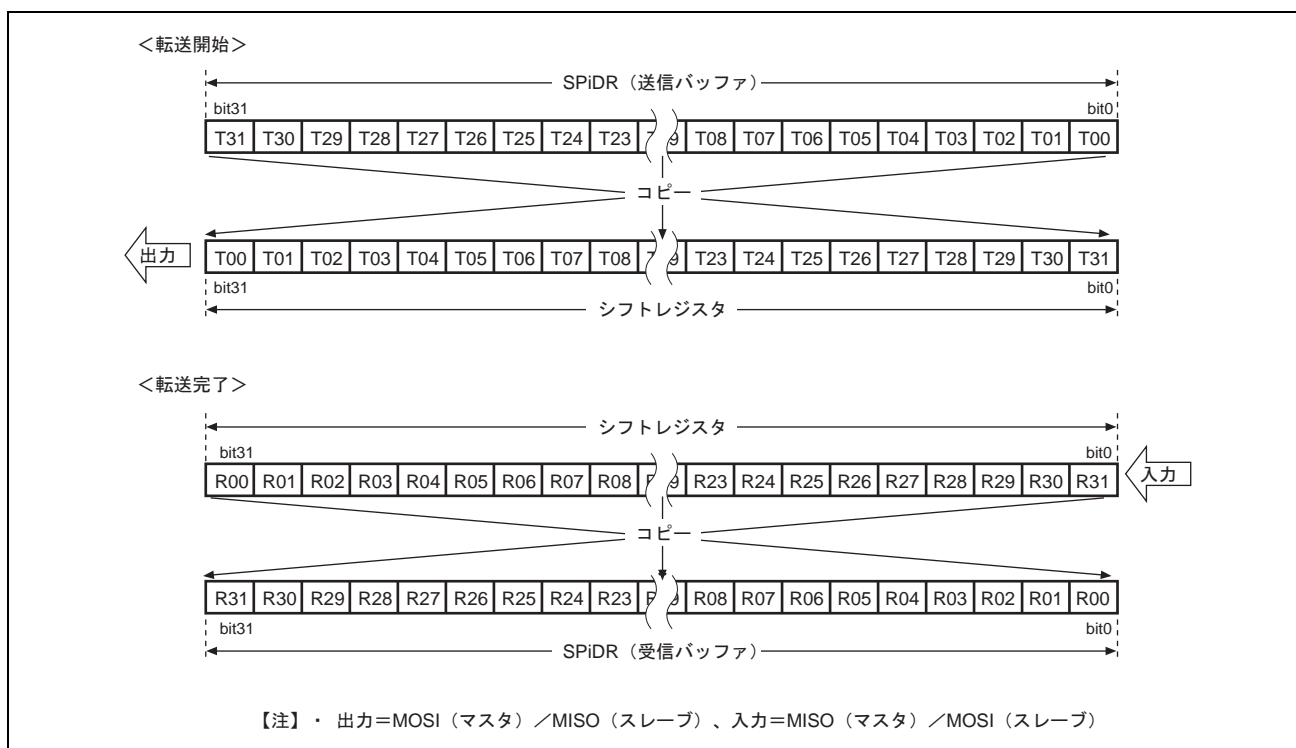 ＜転送開始＞
SPiDR（送信バッファ）
bit31 bit0
T31 T30 T29 T28 T27 T26 T25 T24 T23 T08 T07 T06 T05 T04 T03 T02 T01 T00
コピー
出力
T00 T01 T02 T03 T04 T05 T06 T07 T08 T23 T24 T25 T26 T27 T28 T29 T30 T31
bit31 bit0
シフトレジスタ
＜転送完了＞
シフトレジスタ
bit31 bit0
R00 R01 R02 R03 R04 R05 R06 R07 R08 R23 R24 R25 R26 R27 R28 R29 R30 R31
入力
コピー
R31 R30 R29 R28 R27 R26 R25 R24 R23 R08 R07 R06 R05 R04 R03 R02 R01 R00
bit31 bit0
SPiDR（受信バッファ）
【注】・ 出力＝MOSI（マスタ）／MISO（スレーブ）、入力＝MISO（マスタ）／MOSI（スレーブ）